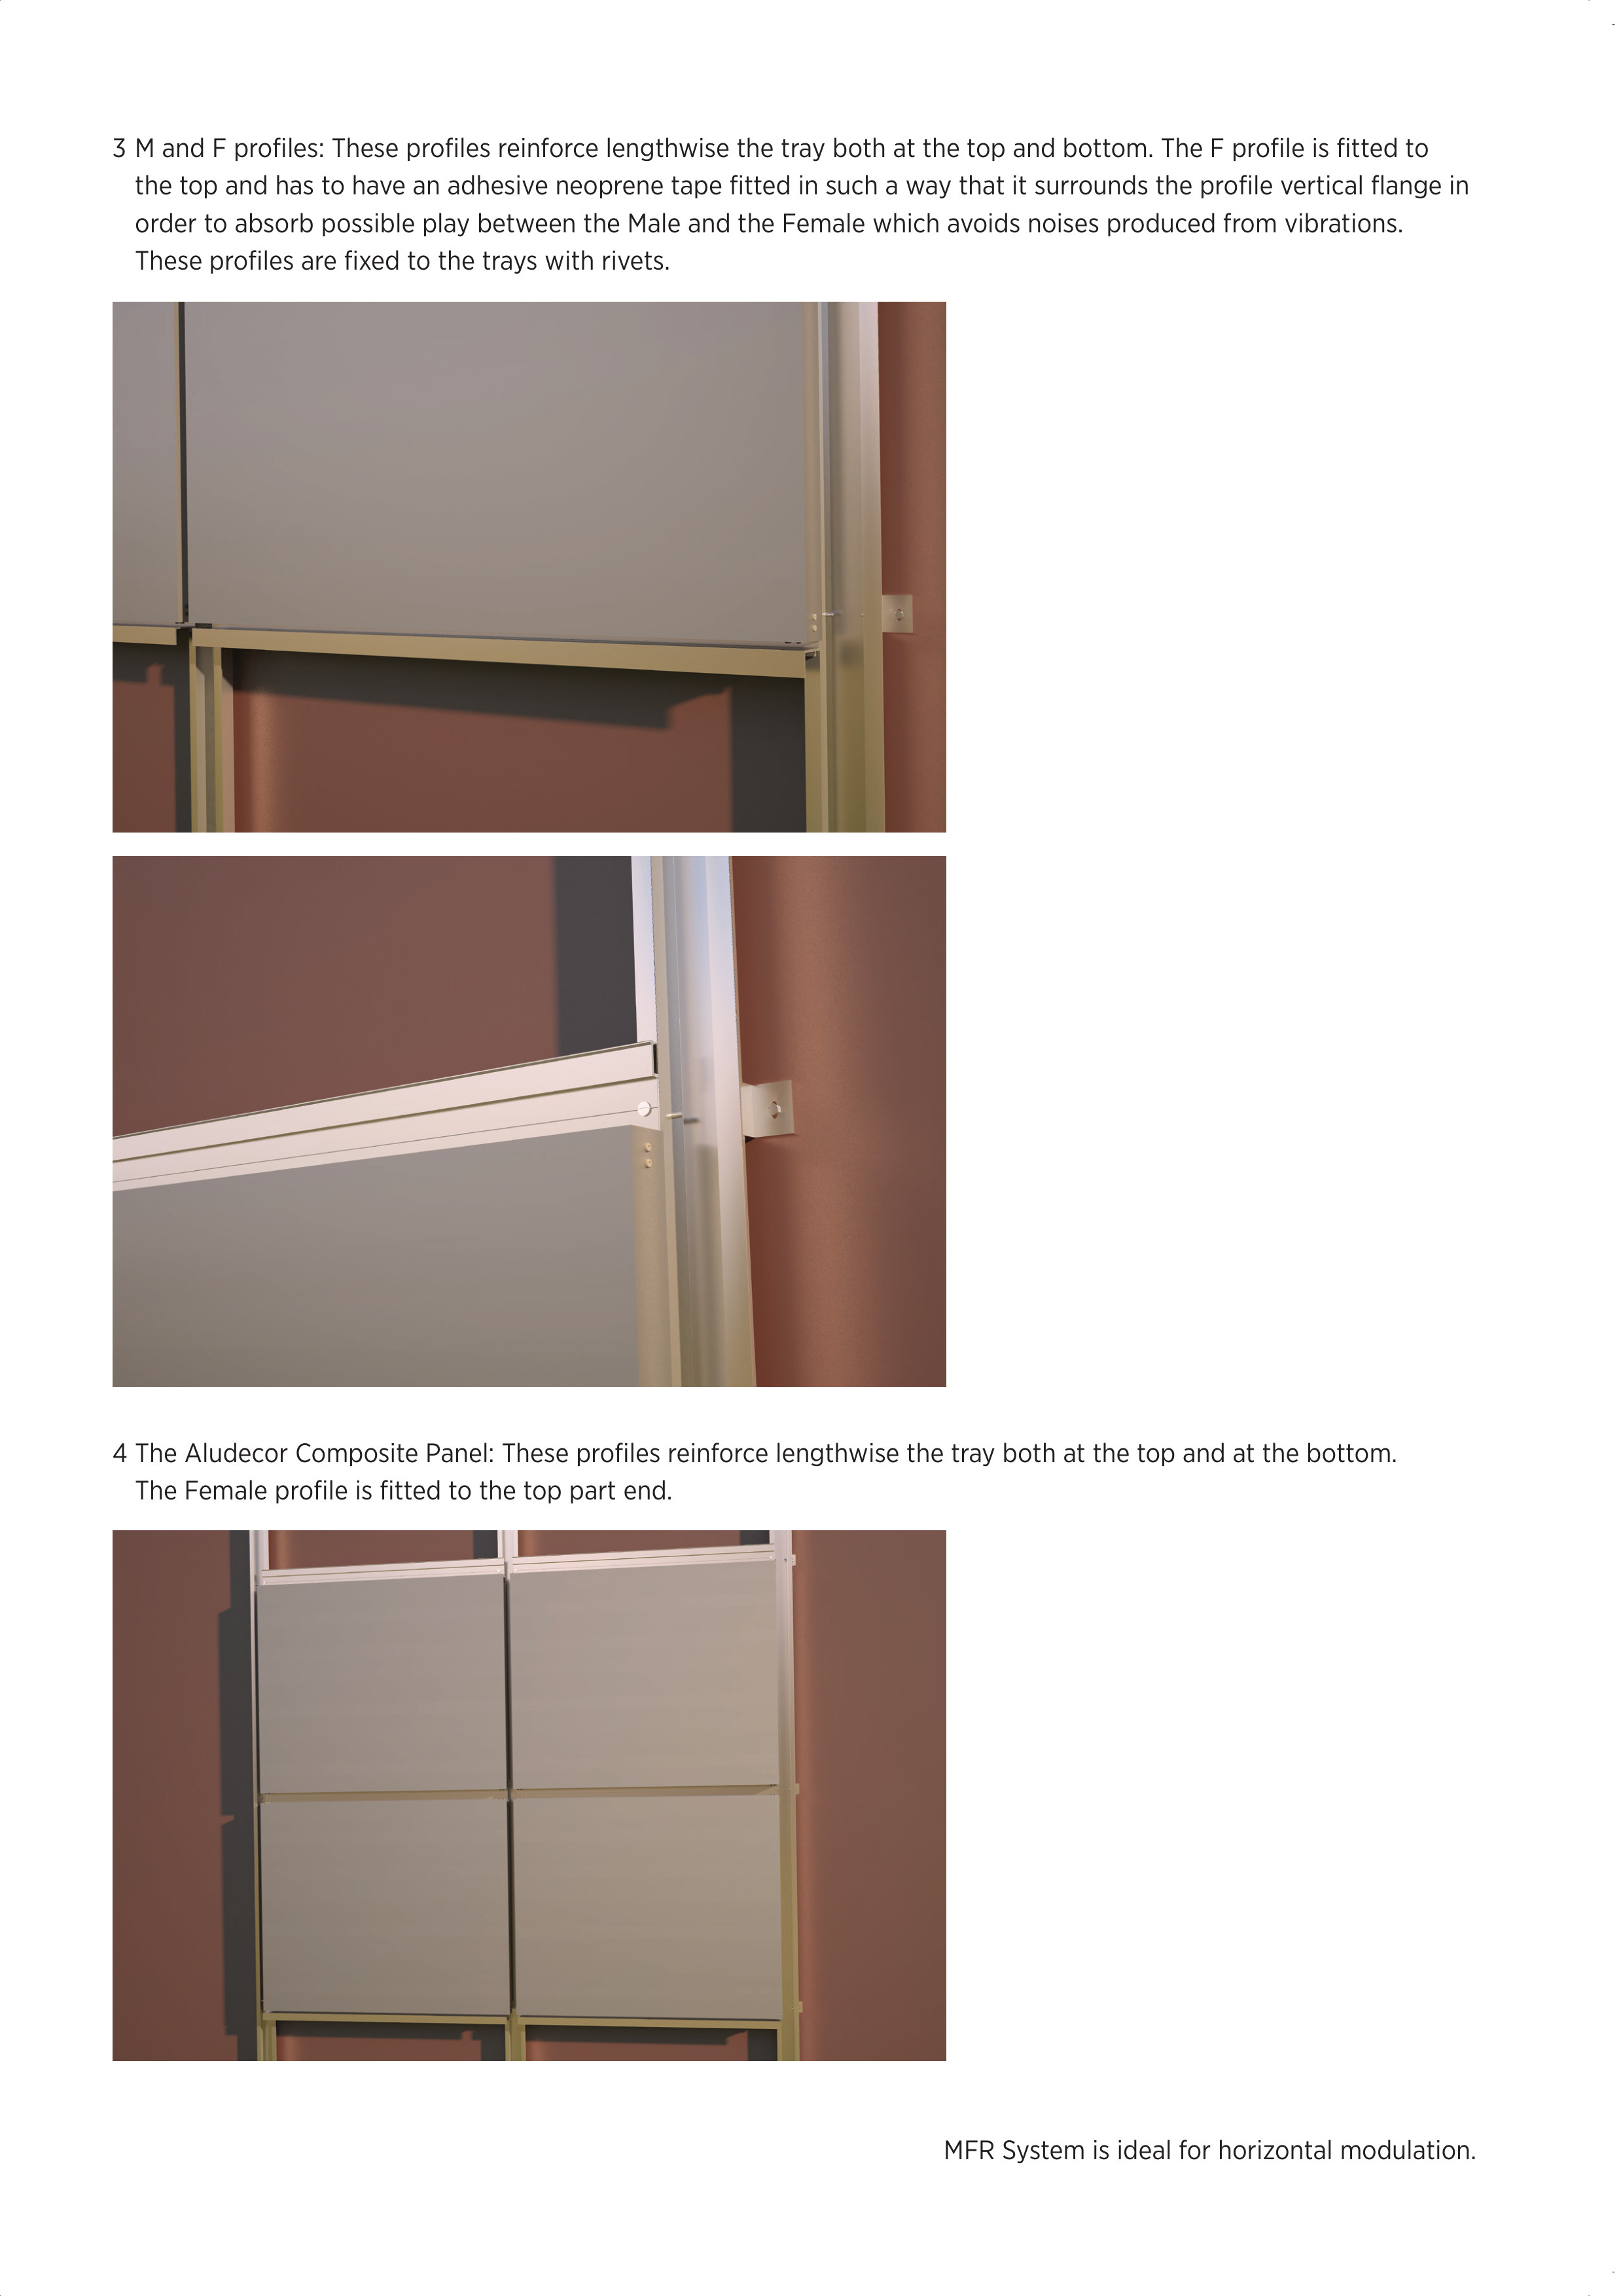 3 M and F profiles: These profiles reinforce lengthwise the tray both at the top and bottom. The F profile is fitted to
the top and has to have an adhesive neoprene tape fitted in such a way that it surrounds the profile vertical flange in
order to absorb possible play between the Male and the Female which avoids noises produced from vibrations.
These profiles are fixed to the trays with rivets.
4 The Aludecor Composite Panel: These profiles reinforce lengthwise the tray both at the top and at the bottom.
The Female profile is fitted to the top part end.
MFR System is ideal for horizontal modulation.